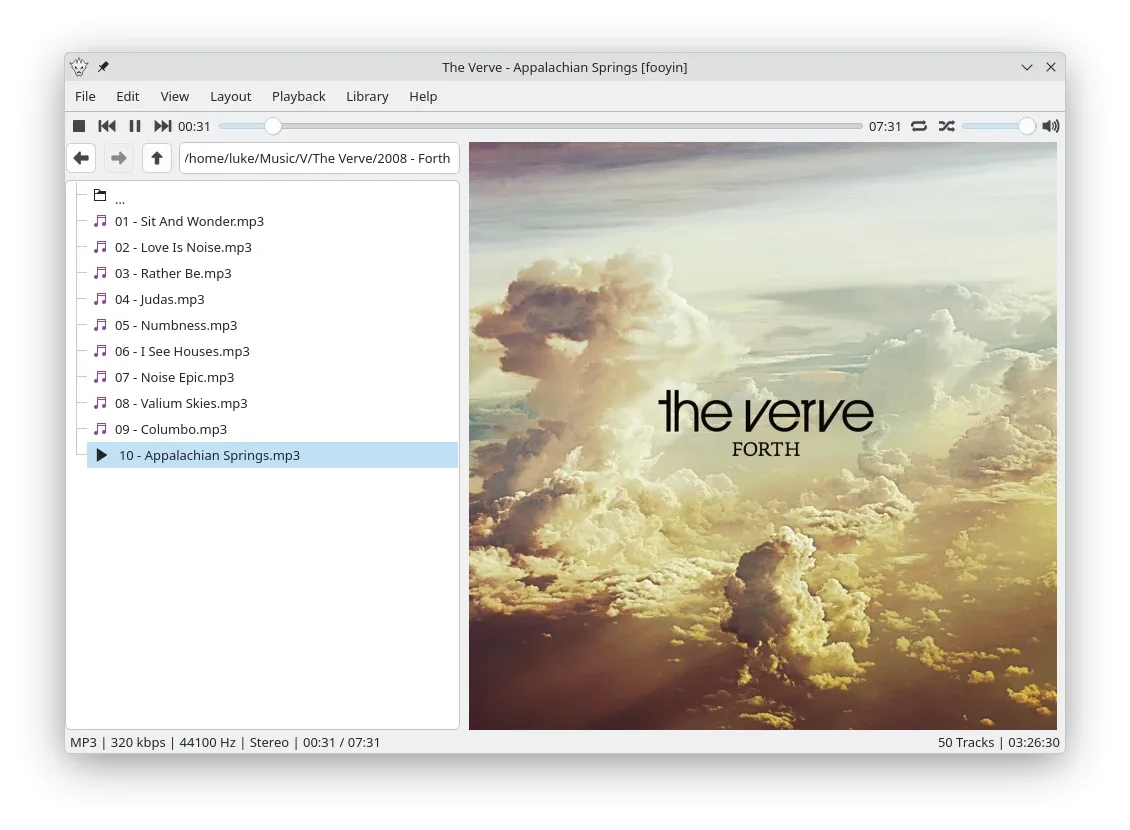 The Verve - Appalachian Springs [fooyin]
File Edit View Layout Playback Library Help
00:31 07:31
/home/luke/Music/V/The Verve/2008 - Forth
...
01 - Sit And Wonder.mp3
02 - Love Is Noise.mp3
03 - Rather Be.mp3
04 - Judas.mp3
05 - Numbness.mp3
06 - I See Houses.mp3
07 - Noise Epic.mp3
08 - Valium Skies.mp3
09 - Columbo.mp3
10 - Appalachian Springs.mp3
the verve
FORTH
MP3 | 320 kbps | 44100 Hz | Stereo | 00:31 / 07:31
50 Tracks | 03:26:30